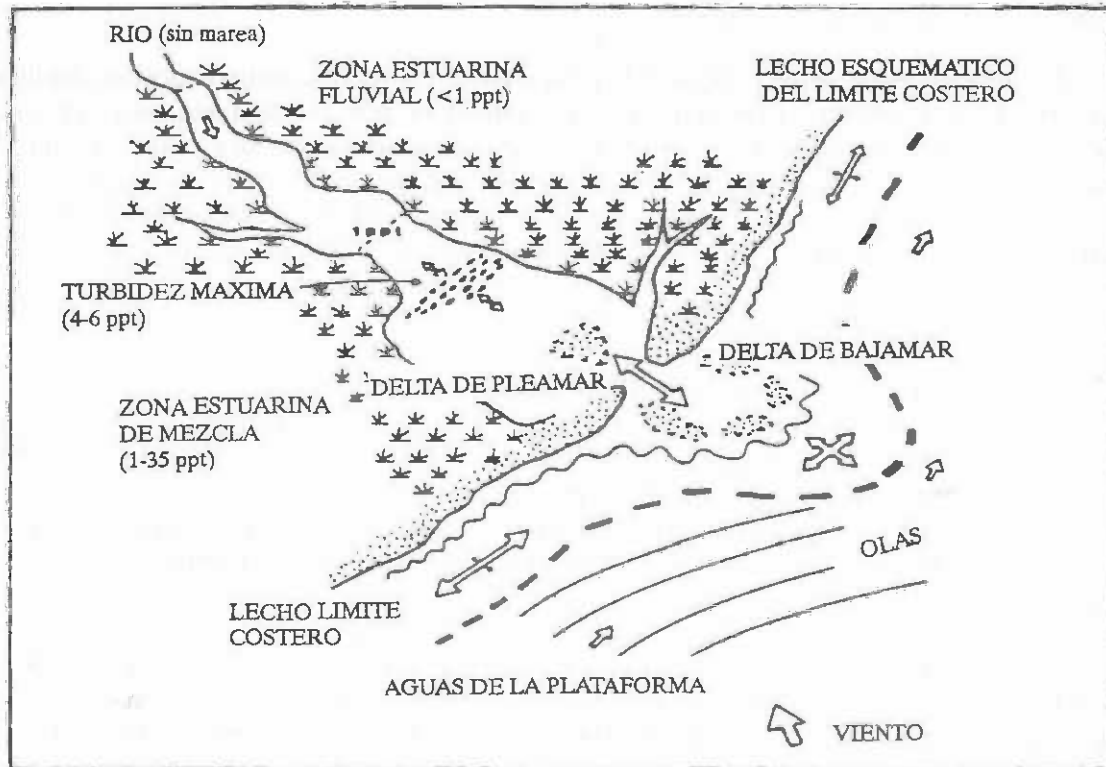 RIO (sin marea)
ZONA ESTUARINA
FLUVIAL (<1 ppt)
LECHO ESQUEMATICO
DEL LIMITE COSTERO
TURBIDEZ MAXIMA
(4-6 ppt)
DELTA DE PLEAMAR
DELTA DE BAJAMAR
ZONA ESTUARINA
DE MEZCLA
(1-35 ppt)
OLAS
LECHO LIMITE
COSTERO
AGUAS DE LA PLATAFORMA
VIENTO